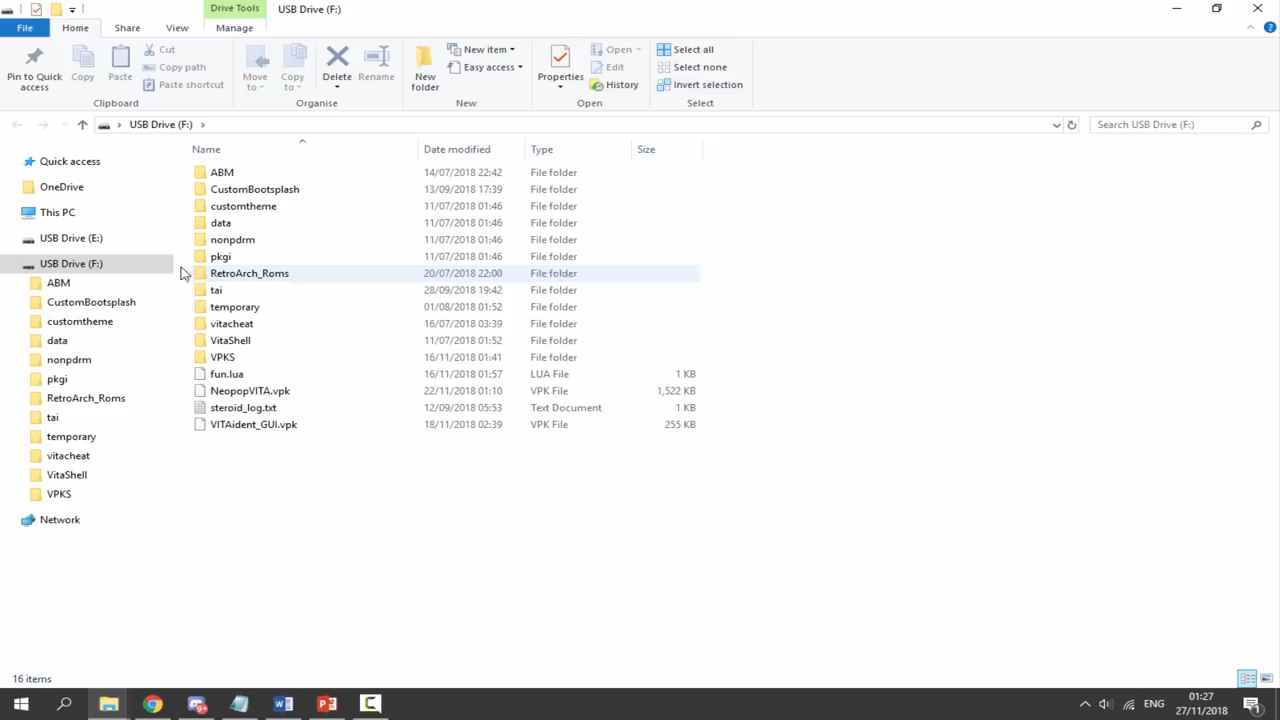 Drive Tools USB Drive (F:)
File Home Share View Manage
Pin to Quick access
Copy
Paste
Cut
Copy path
Paste shortcut
Clipboard
Move to
Copy to
Delete
Rename
Organise
New folder
New item
Easy access
New
Properties
Open
Edit
History
Open
Select all
Select none
Invert selection
Select
USB Drive (F:)
Search USB Drive (F:)
Quick access
OneDrive
This PC
USB Drive (E:)
USB Drive (F:)
ABM
CustomBootsplash
customtheme
data
nonpdrm
pkgi
RetroArch_Roms
tai
temporary
vitacheat
VitaShell
VPKS
Network
Name Date modified Type Size
ABM 14/07/2018 22:42 File folder
CustomBootsplash 13/09/2018 17:39 File folder
customtheme 11/07/2018 01:46 File folder
data 11/07/2018 01:46 File folder
nonpdrm 11/07/2018 01:46 File folder
pkgi 11/07/2018 01:46 File folder
RetroArch_Roms 20/07/2018 22:00 File folder
tai 28/09/2018 19:42 File folder
temporary 01/08/2018 01:52 File folder
vitacheat 16/07/2018 03:39 File folder
VitaShell 11/07/2018 01:52 File folder
VPKS 16/11/2018 01:41 File folder
fun.lua 16/11/2018 01:57 LUA File 1 KB
NeopopVITA.vpk 22/11/2018 01:10 VPK File 1,522 KB
steroid_log.txt 12/09/2018 05:53 Text Document 1 KB
VITAident_GUI.vpk 18/11/2018 02:39 VPK File 255 KB
16 items
ENG
01:27
27/11/2018